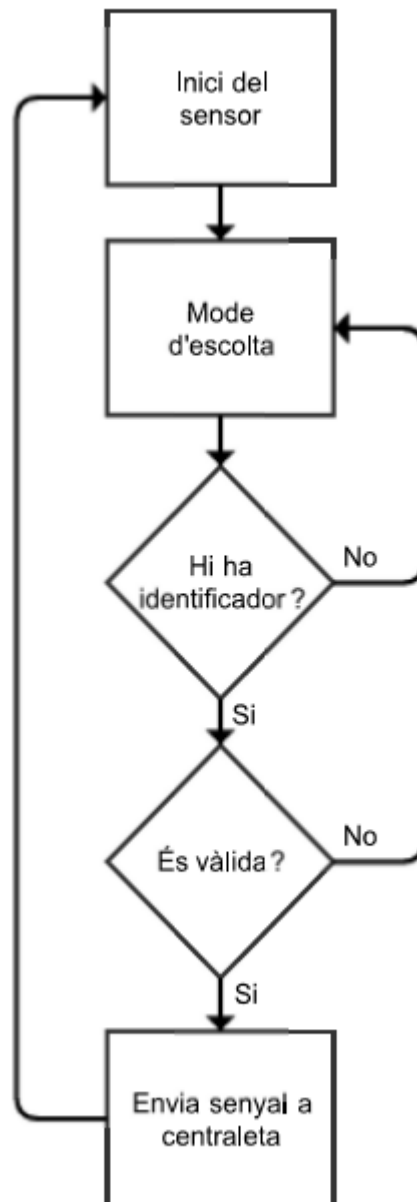 Inici del
sensor
Mode
d'escolta
Hi ha
identificador?
No
Si
És vàlida?
No
Si
Envia senyal a
centraleta